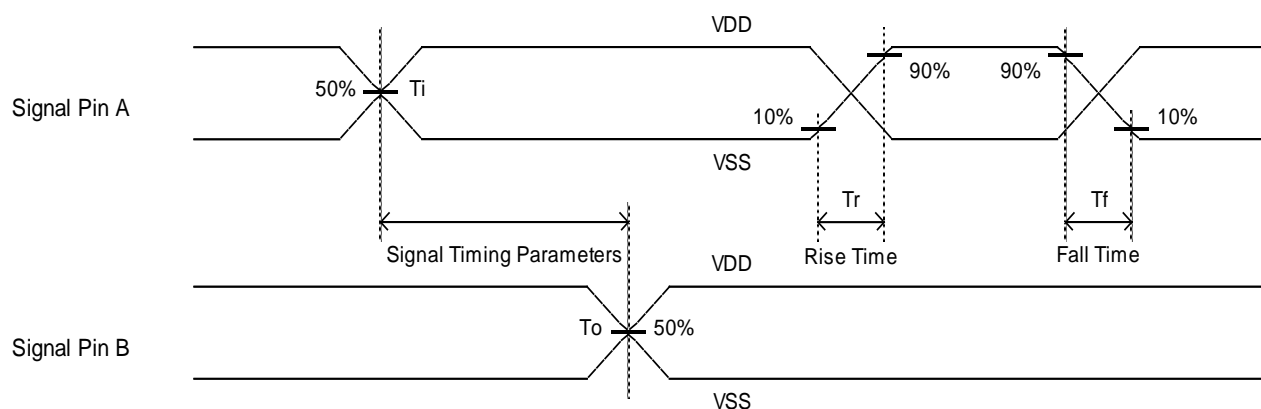 VDD
50% Ti 90% 90%
Signal Pin A
10% 10%
VSS
Tr Tf
Signal Timing Parameters Rise Time Fall Time
VDD
To 50%
Signal Pin B
VSS